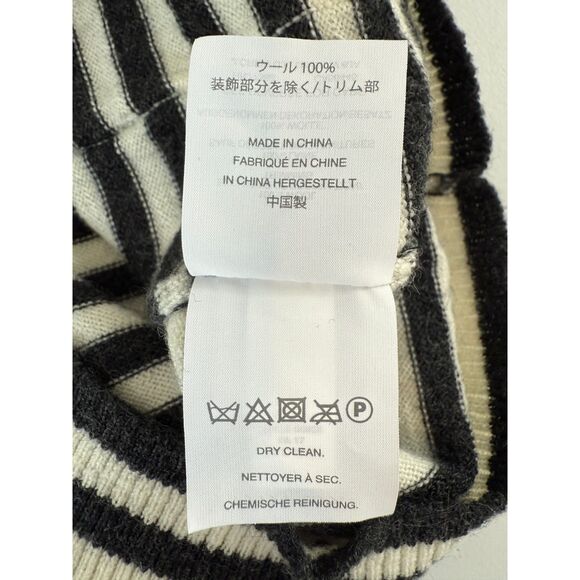 ウール 100%
装飾部分を除く/トリム部
MADE IN CHINA
FABRIQUÉ EN CHINE
IN CHINA HERGESTELLT
中国製
P
DRY CLEAN.
NETTOYER À SEC.
CHEMISCHE REINIGUNG.